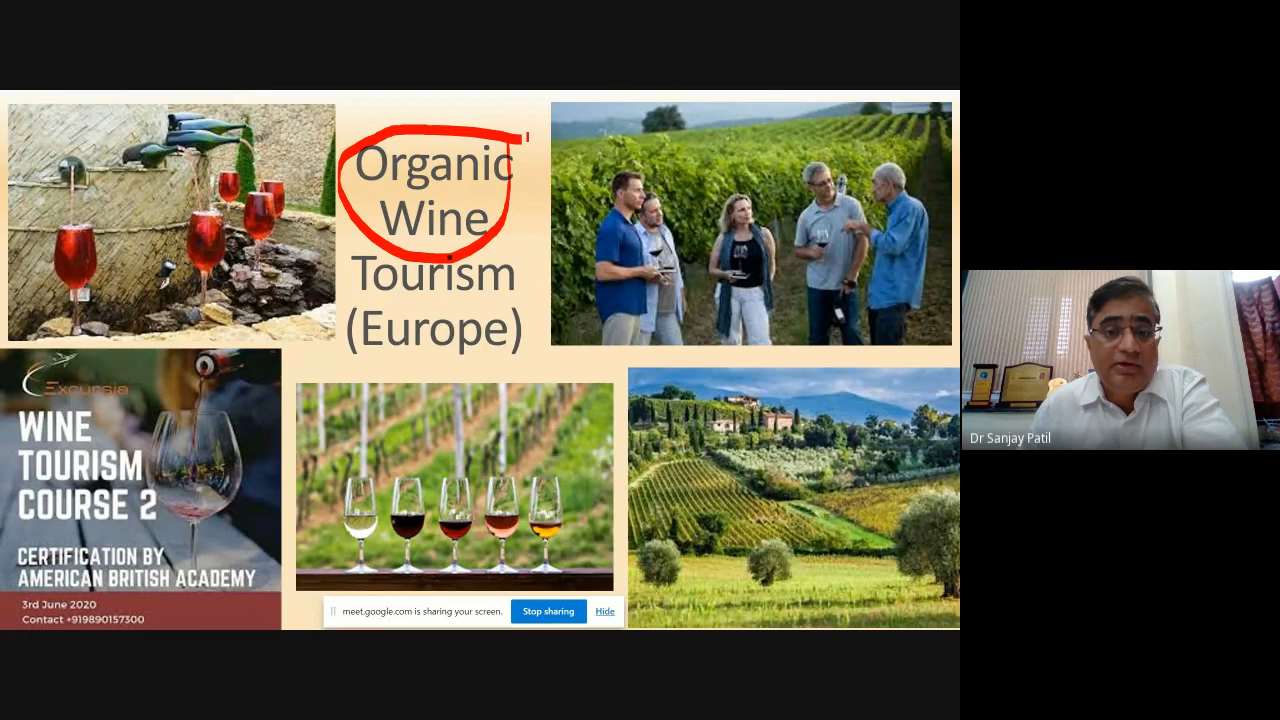 Organic
Wine
Tourism
(Europe)
Excursia
WINE
TOURISM
COURSE 2
CERTIFICATION BY
AMERICAN BRITISH ACADEMY
3rd June 2020
Contact +919890157300
meet.google.com is sharing your screen.
Stop sharing
Hide
Dr Sanjay Patil